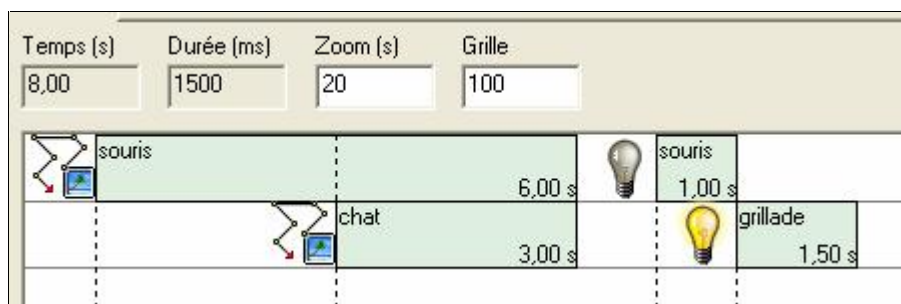 Temps (s) Durée (ms) Zoom (s) Grille
8,00 1500 20 100
souris souris
6,00 s 1,00 s
chat grillade
3,00 s 1,50 s